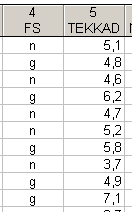 4 5
FS TEKKAD
n 5,1
g 4,8
n 4,6
g 6,2
n 4,7
n 5,2
g 5,8
n 3,7
g 4,9
g 7,1